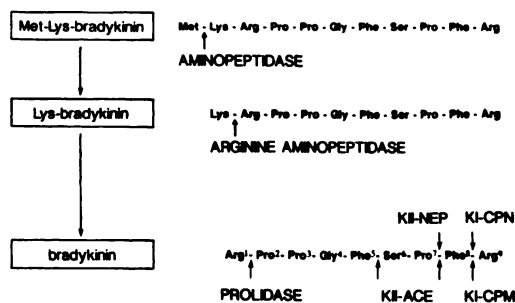 Met-Lys-bradykinin
Met - Lys - Arg - Pro - Pro - Gly - Phe - Ser - Pro - Phe - Arg
AMINOPEPTIDASE
Lys-bradykinin
Lys - Arg - Pro - Pro - Gly - Phe - Ser - Pro - Phe - Arg
ARGININE AMINOPEPTIDASE
KII-NEP KI-CPN
bradykinin
Arg¹- Pro²- Pro³- Gly⁴- Phe⁵- Ser⁶- Pro⁷- Phe⁸- Arg⁹
PROLIDASE KII-ACE KI-CPM